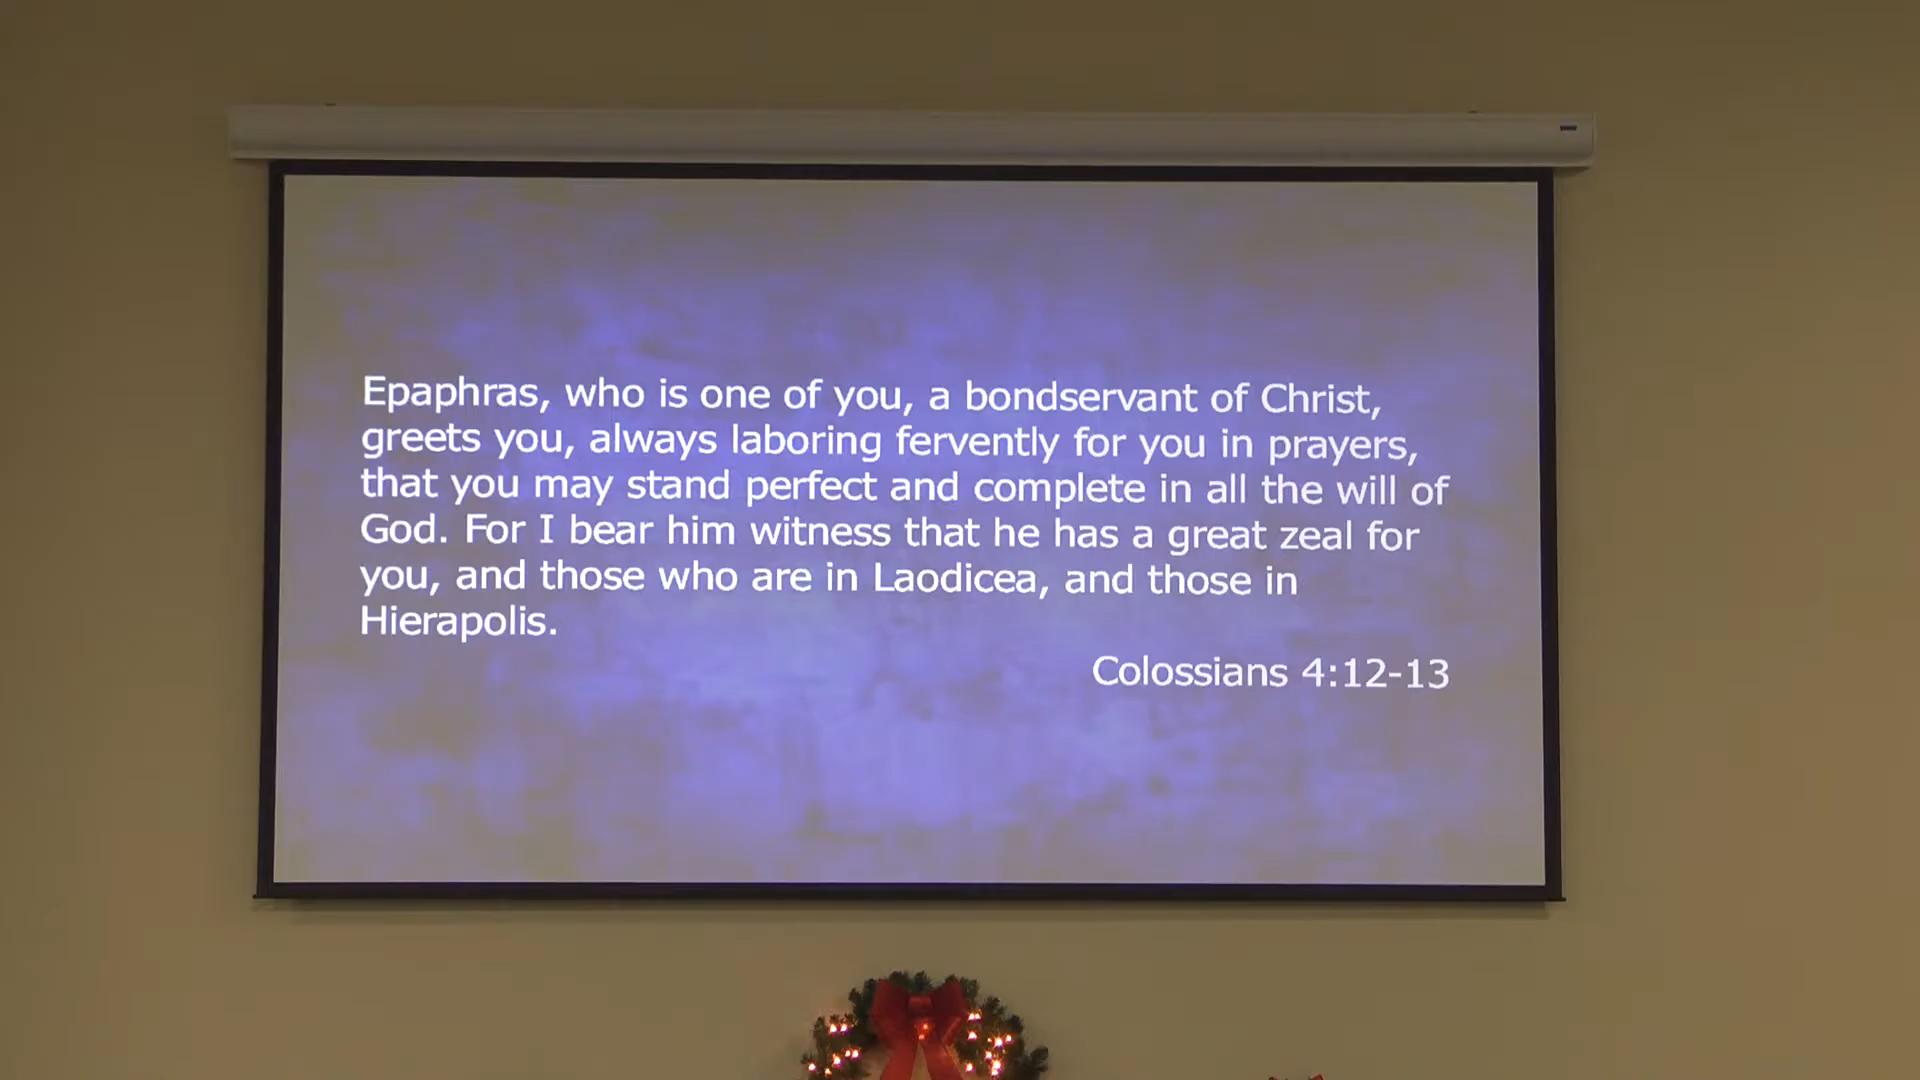 Epaphras, who is one of you, a bondservant of Christ,
greets you, always laboring fervently for you in prayers,
that you may stand perfect and complete in all the will of
God. For I bear him witness that he has a great zeal for
you, and those who are in Laodicea, and those in
Hierapolis.
Colossians 4:12-13